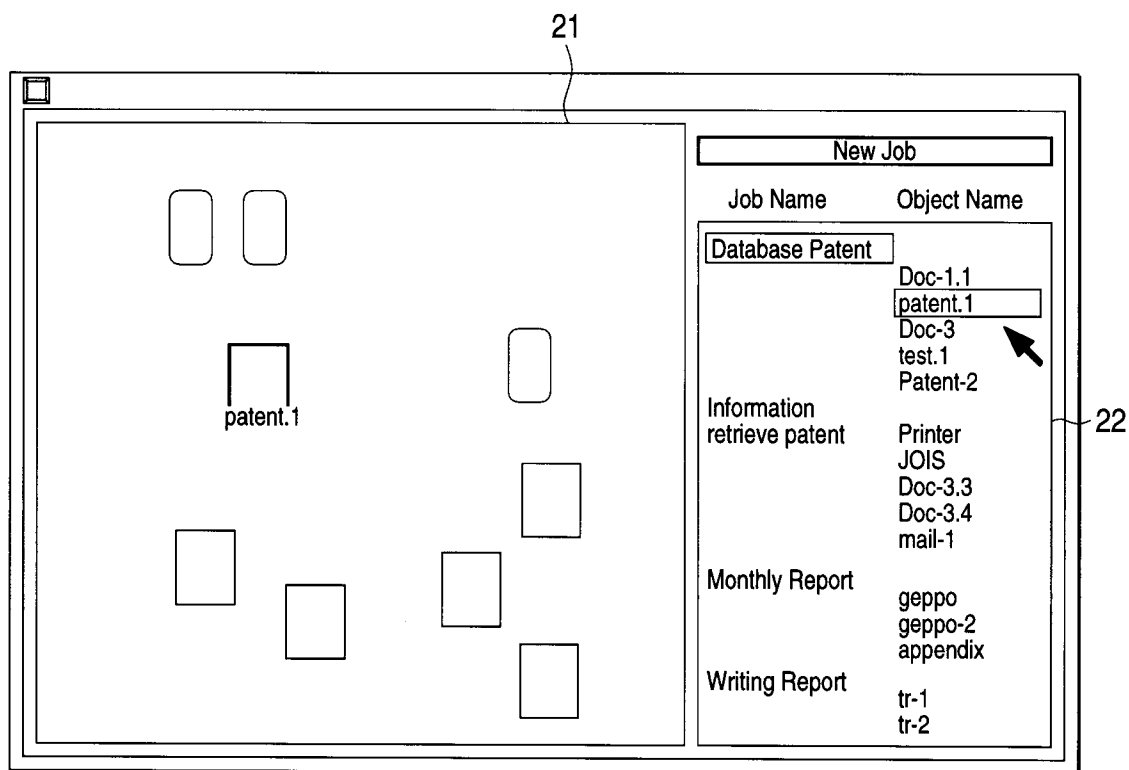 21
New Job
Job Name Object Name
Database Patent
Doc-1.1
patent.1
Doc-3
test.1
Patent-2
patent.1
Information
retrieve patent Printer
22
JOIS
Doc-3.3
Doc-3.4
mail-1
Monthly Report
geppo
geppo-2
appendix
Writing Report
tr-1
tr-2